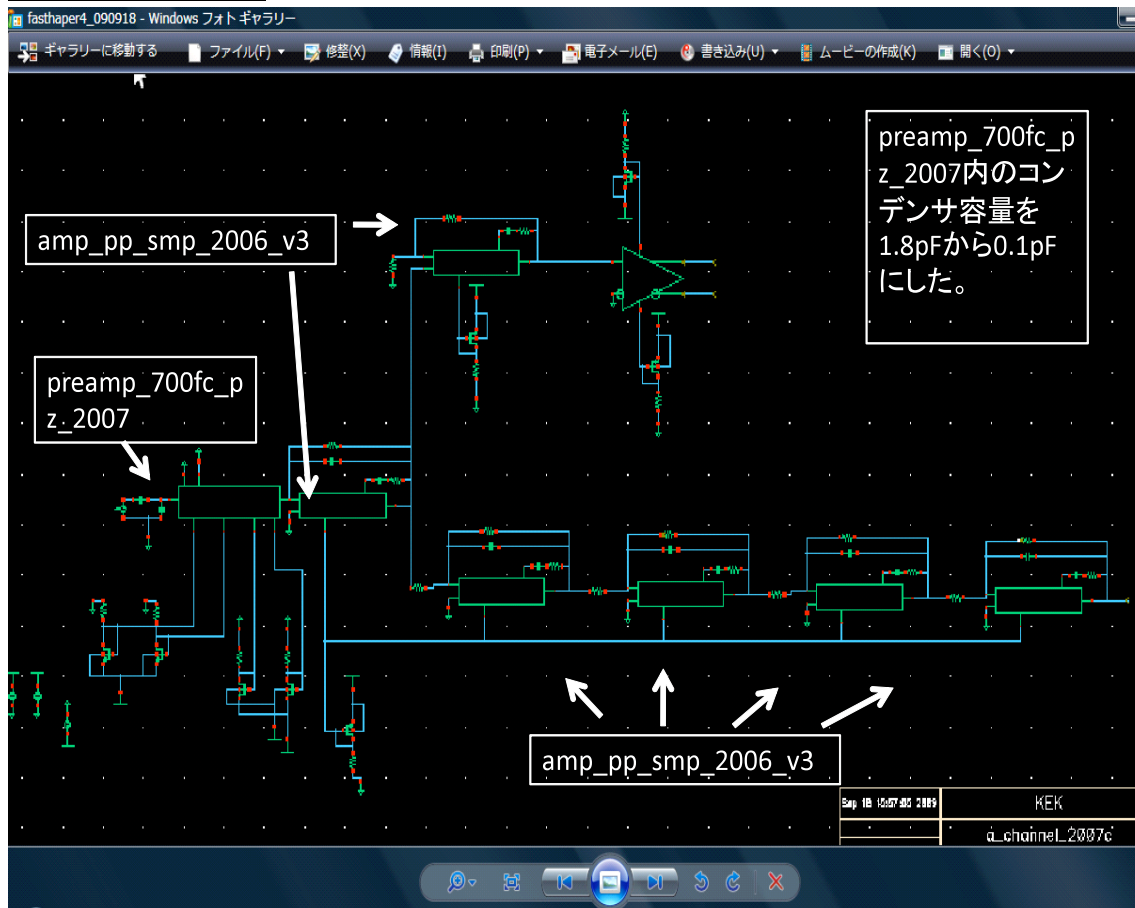 fasthaper4_090918 - Windows フォト ギャラリー
ギャラリーに移動する ファイル(F) 修整(X) 情報(I) 印刷(P) 電子メール(E) 書き込み(U) ムービーの作成(K) 開く(O)
preamp_700fc_p
z_2007内のコン
デンサ容量を
1.8pFから0.1pF
にした。
amp_pp_smp_2006_v3
preamp_700fc_p
z_2007
amp_pp_smp_2006_v3
KEK
a_channel_2007c